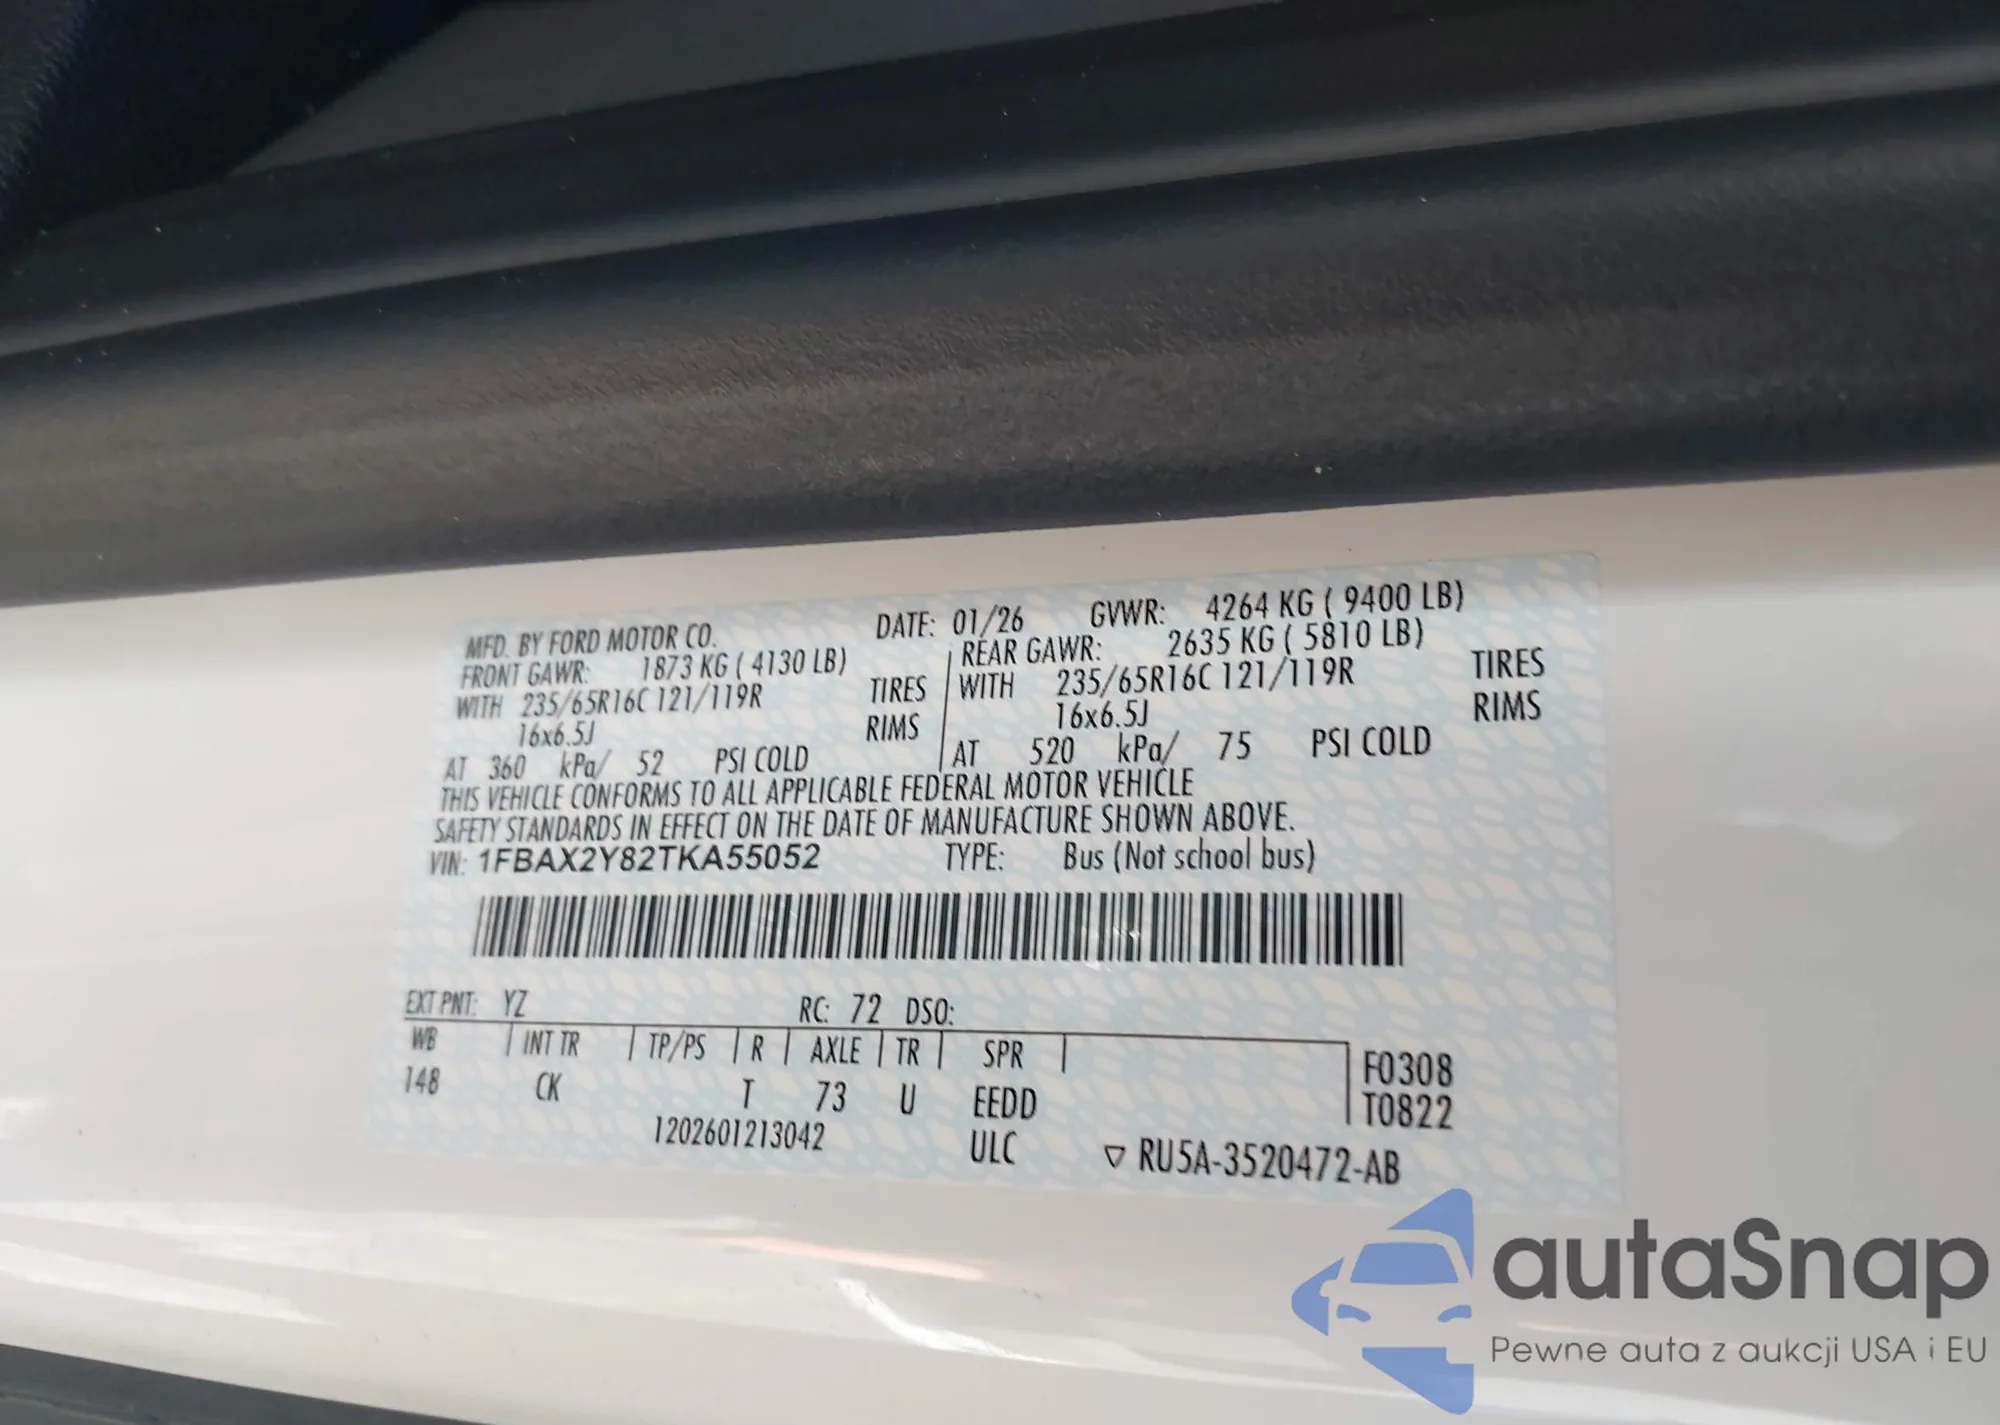 MFD. BY FORD MOTOR CO. DATE: 01/26 GVWR: 4264 KG ( 9400 LB)
FRONT GAWR: 1873 KG ( 4130 LB) REAR GAWR: 2635 KG ( 5810 LB)
WITH 235/65R16C 121/119R TIRES WITH 235/65R16C 121/119R TIRES
16x6.5J RIMS 16x6.5J RIMS
AT 360 kPa/ 52 PSI COLD AT 520 kPa/ 75 PSI COLD
THIS VEHICLE CONFORMS TO ALL APPLICABLE FEDERAL MOTOR VEHICLE
SAFETY STANDARDS IN EFFECT ON THE DATE OF MANUFACTURE SHOWN ABOVE.
VIN: 1FBAX2Y82TKA55052 TYPE: Bus (Not school bus)
EXT PNT: YZ RC: 72 DSO:
WB INT TR TP/PS R AXLE TR SPR F0308
148 CK T 73 U EEDD T0822
1202601213042 ULC ▽ RU5A-3520472-AB
autaSnap
Pewne auta z aukcji USA i EU